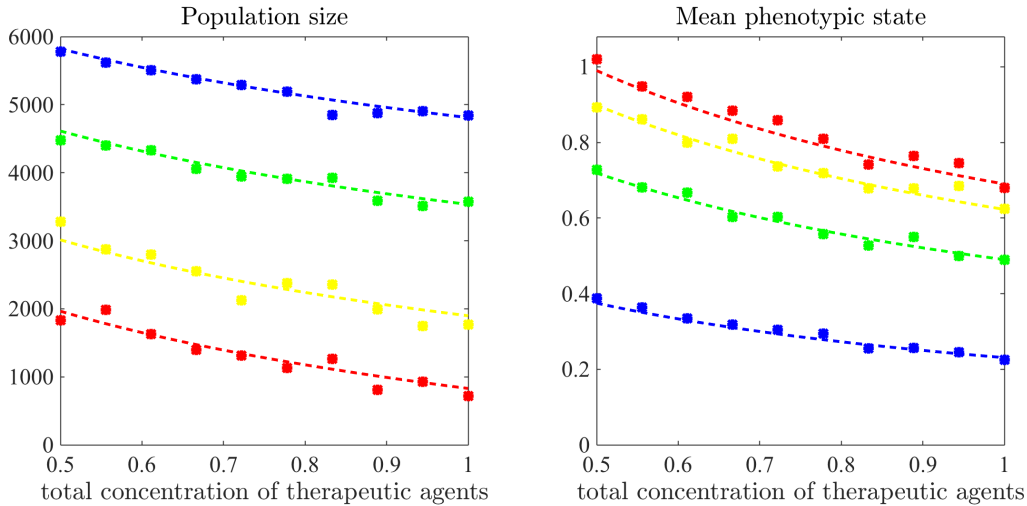 Population size
6000
5000
4000
3000
2000
1000
0
0.5 0.6 0.7 0.8 0.9 1
total concentration of therapeutic agents
Mean phenotypic state
1
0.8
0.6
0.4
0.2
0
0.5 0.6 0.7 0.8 0.9 1
total concentration of therapeutic agents